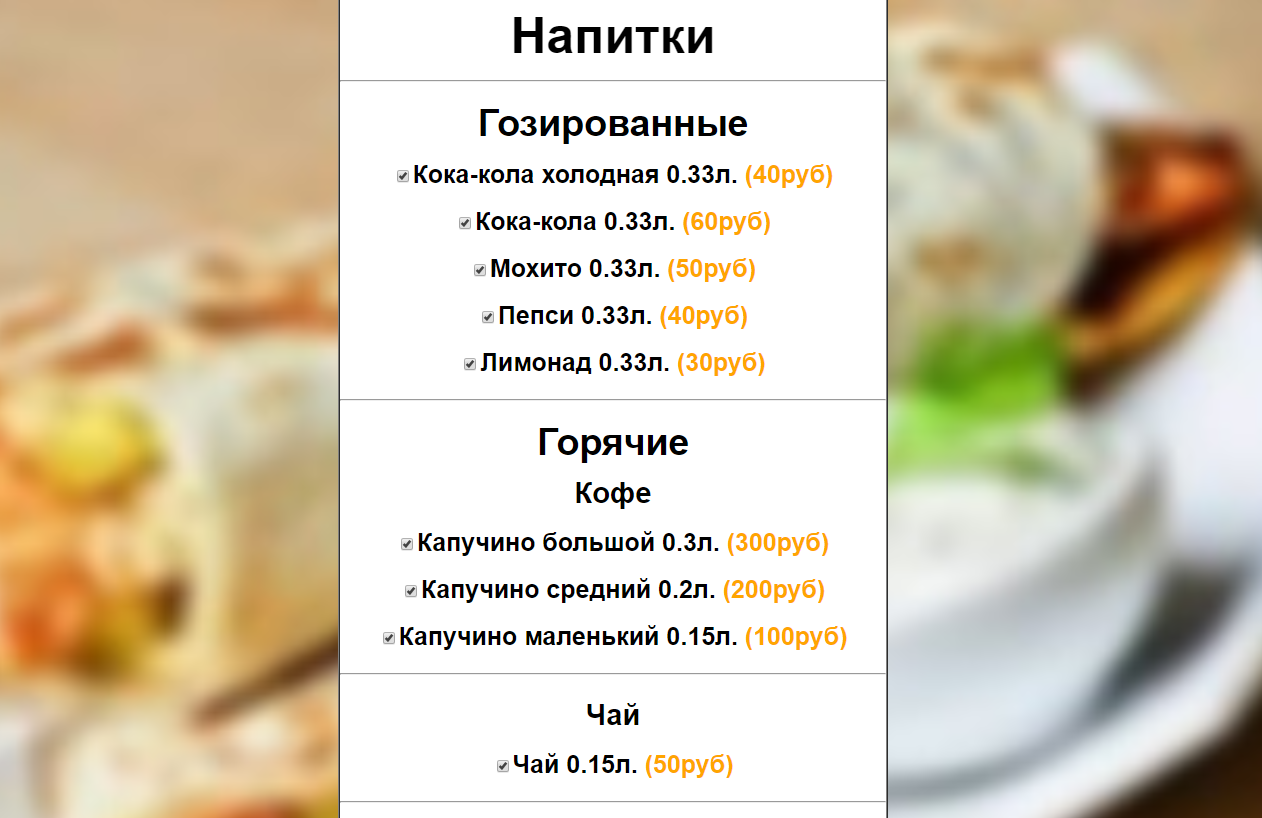 Напитки
Гозированные
Кока-кола холодная 0.33л. (40руб)
Кока-кола 0.33л. (60руб)
Мохито 0.33л. (50руб)
Пепси 0.33л. (40руб)
Лимонад 0.33л. (30руб)
Горячие
Кофе
Капучино большой 0.3л. (300руб)
Капучино средний 0.2л. (200руб)
Капучино маленький 0.15л. (100руб)
Чай
Чай 0.15л. (50руб)